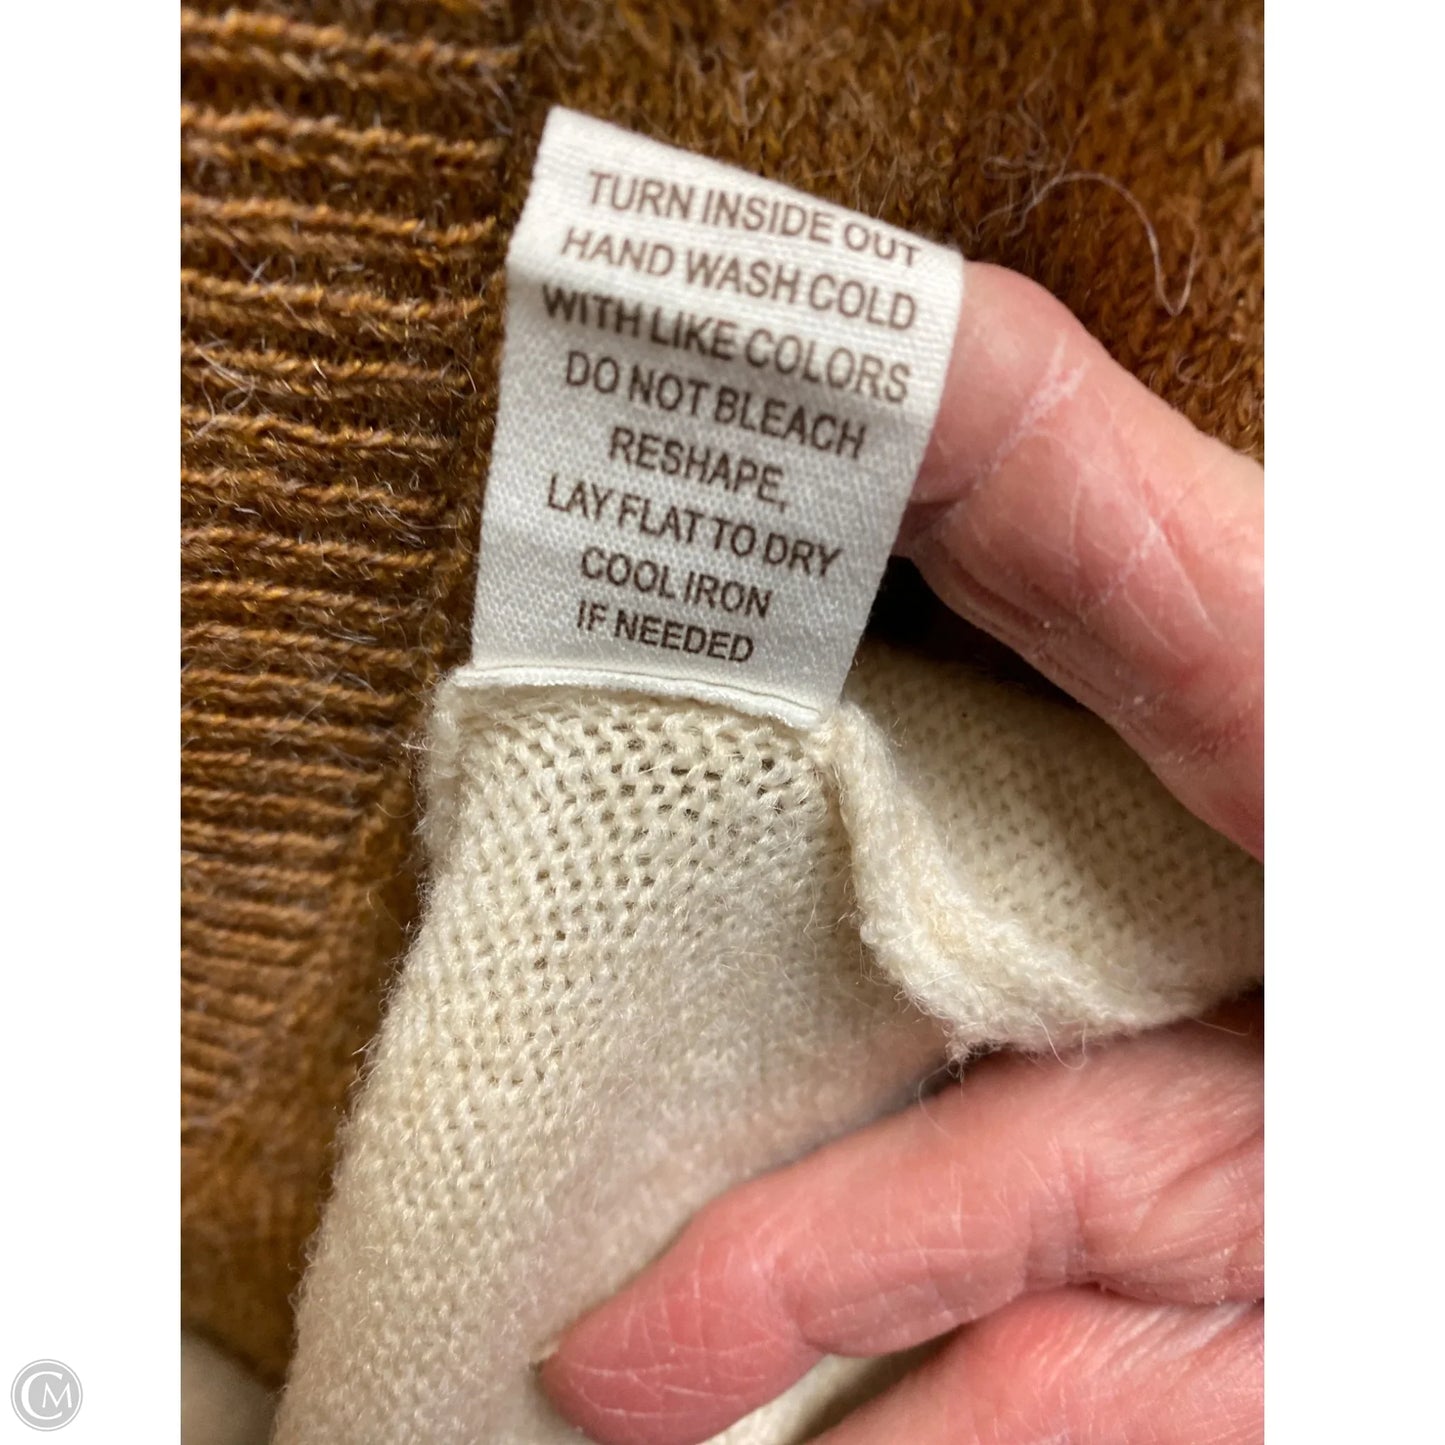 TURN INSIDE OUT
HAND WASH COLD
WITH LIKE COLORS
DO NOT BLEACH
RESHAPE,
LAY FLAT TO DRY
COOL IRON
IF NEEDED
CM